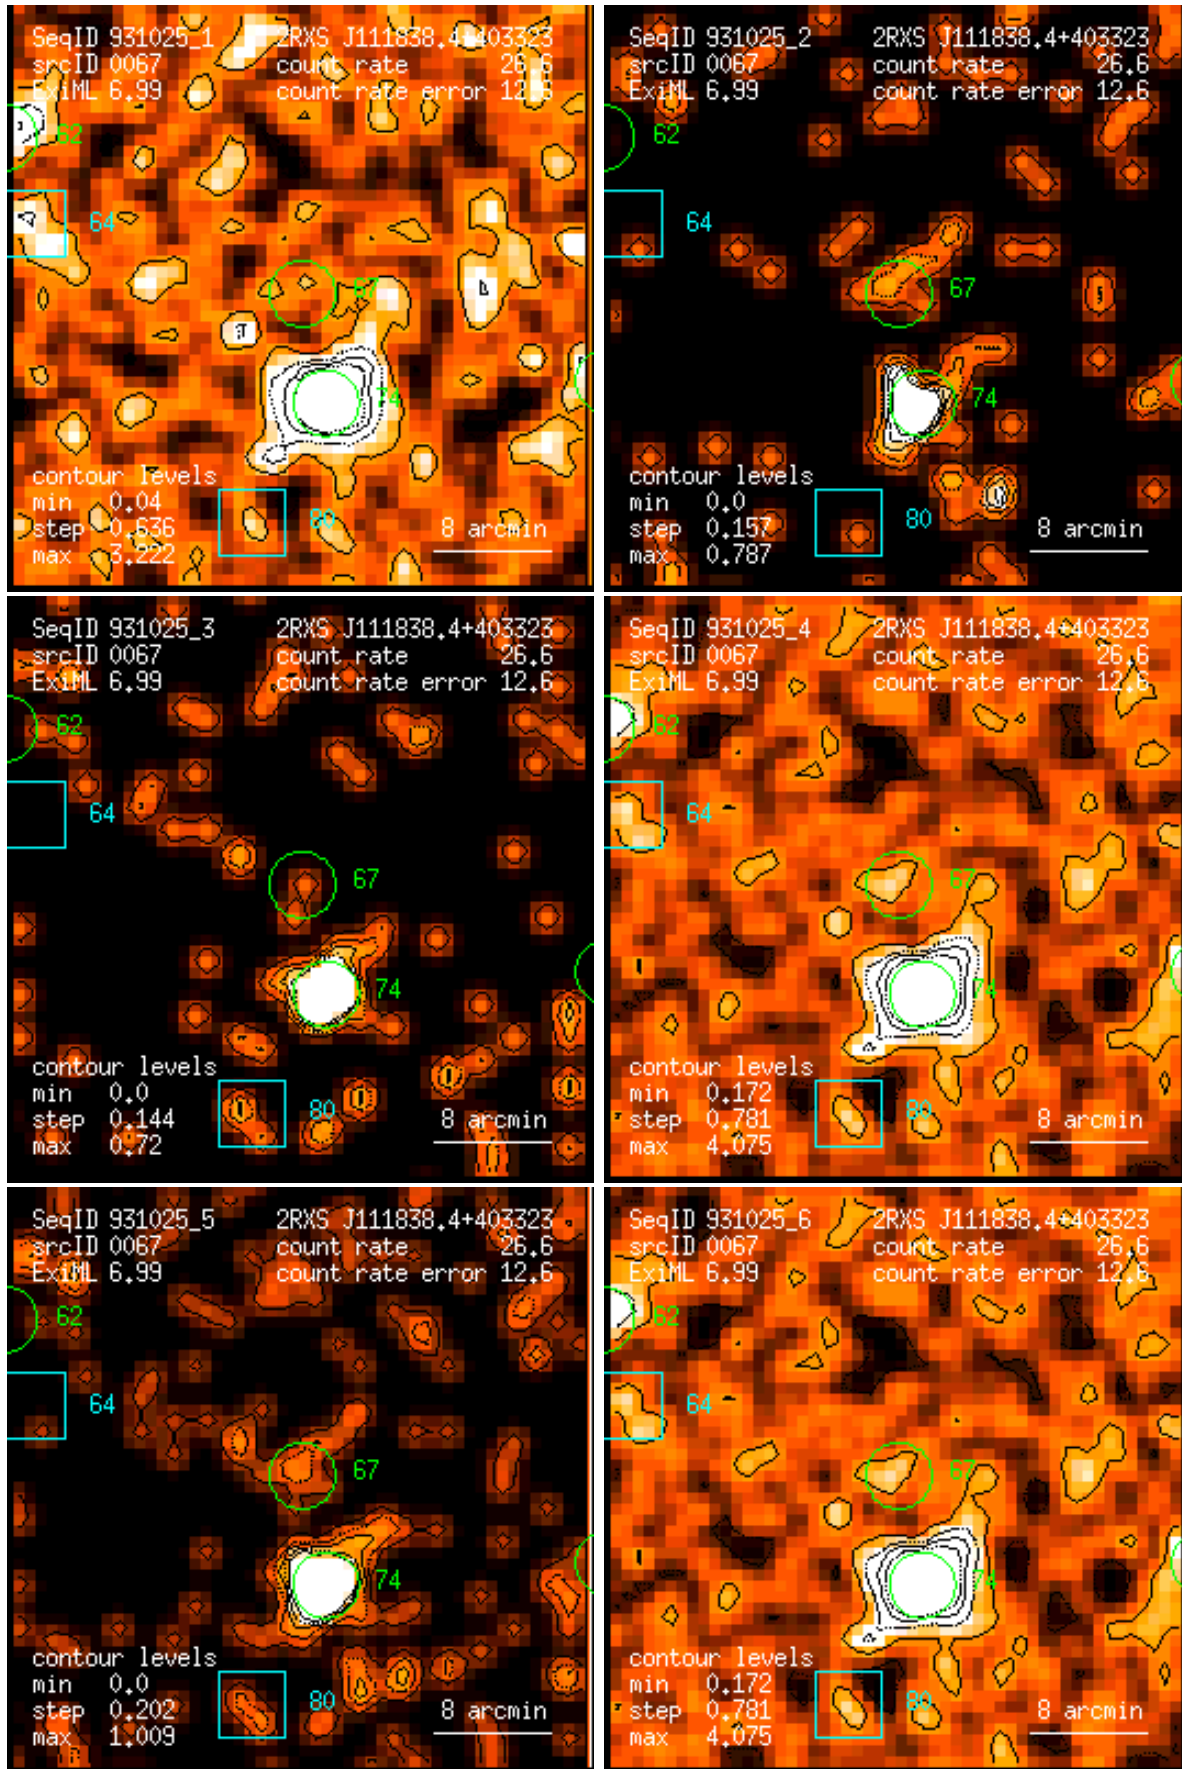 SeqID 931025_1 2RXS J111838.4+403323
srcID 0067 count rate 26.6
ExiML 6.99 count rate error 12.6
62
64
67
74
contour levels
min 0.04
step 0.636 80 8 arcmin
max 3.222
SeqID 931025_2 2RXS J111838.4+403323
srcID 0067 count rate 26.6
ExiML 6.99 count rate error 12.6
62
64
67
74
contour levels
min 0.0
step 0.157 80 8 arcmin
max 0.787
SeqID 931025_3 2RXS J111838.4+403323
srcID 0067 count rate 26.6
ExiML 6.99 count rate error 12.6
62
64
67
74
contour levels
min 0.0
step 0.144 80 8 arcmin
max 0.72
SeqID 931025_4 2RXS J111838.4+403323
srcID 0067 count rate 26.6
ExiML 6.99 count rate error 12.6
62
64
67
74
contour levels
min 0.172
step 0.781 80 8 arcmin
max 4.075
SeqID 931025_5 2RXS J111838.4+403323
srcID 0067 count rate 26.6
ExiML 6.99 count rate error 12.6
62
64
67
74
contour levels
min 0.0
step 0.202 80 8 arcmin
max 1.009
SeqID 931025_6 2RXS J111838.4+403323
srcID 0067 count rate 26.6
ExiML 6.99 count rate error 12.6
62
64
67
74
contour levels
min 0.172
step 0.781 80 8 arcmin
max 4.075